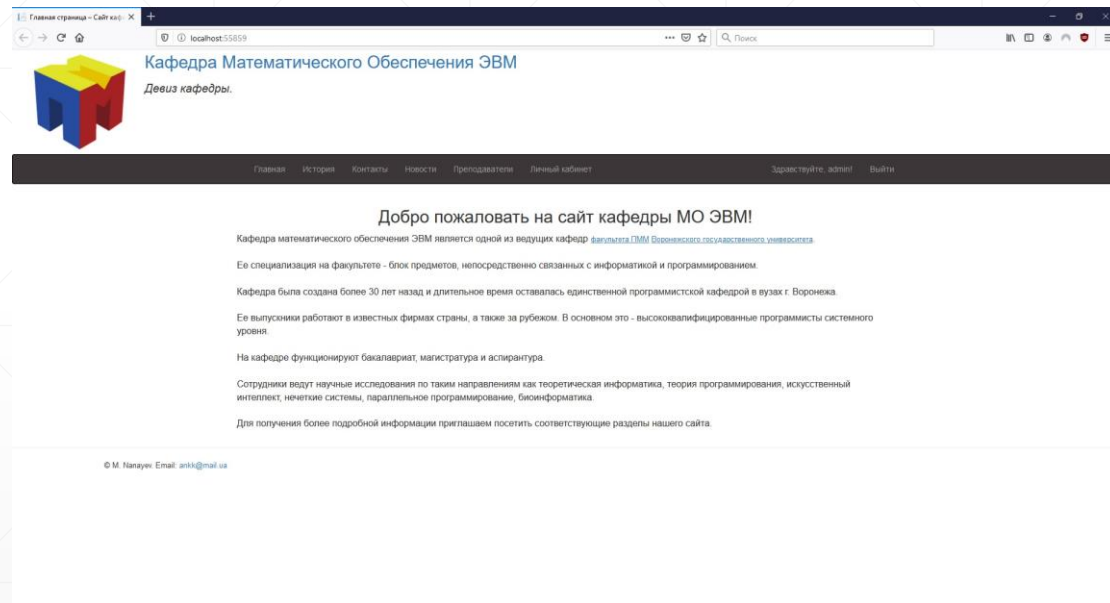 Главная страница – Сайт каф
localhost:55859
Поиск
Кафедра Математического Обеспечения ЭВМ
Девиз кафедры.
Главная История Контакты Новости Преподаватели Личный кабинет Здравствуйте, admin! Выйти
Добро пожаловать на сайт кафедры МО ЭВМ!
Кафедра математического обеспечения ЭВМ является одной из ведущих кафедр факультета ПММ Воронежского государственного университета.
Ее специализация на факультете - блок предметов, непосредственно связанных с информатикой и программированием.
Кафедра была создана более 30 лет назад и длительное время оставалась единственной программистской кафедрой в вузах г. Воронежа.
Ее выпускники работают в известных фирмах страны, а также за рубежом. В основном это - высококвалифицированные программисты системного
уровня.
На кафедре функционируют бакалавриат, магистратура и аспирантура.
Сотрудники ведут научные исследования по таким направлениям как теоретическая информатика, теория программирования, искусственный
интеллект, нечеткие системы, параллельное программирование, биоинформатика.
Для получения более подробной информации приглашаем посетить соответствующие разделы нашего сайта.
© M. Nanayev. Email: ankk@mail.ua